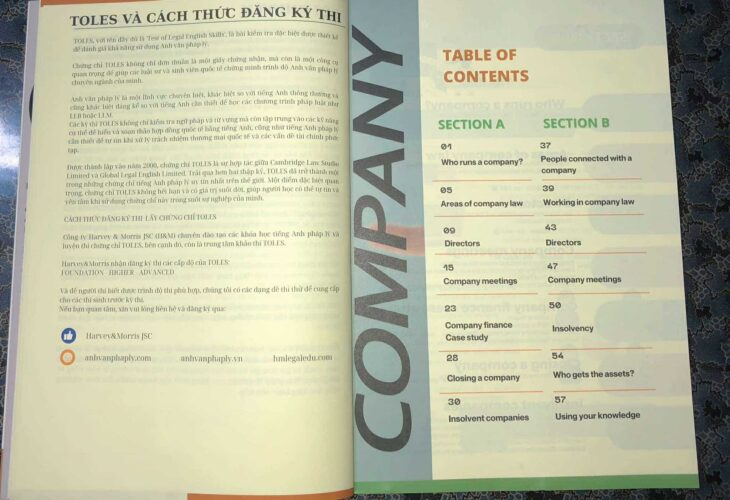 TOLES VÀ CÁCH THỨC ĐĂNG KÝ THI
TOLES, với tên đầy đủ là Test of Legal English Skills, là bài kiểm tra đặc biệt được thiết kế
để đánh giá khả năng sử dụng Anh văn pháp lý.
Chứng chỉ TOLES không chỉ đơn thuần là một giấy chứng nhận, mà còn là một công cụ
quan trọng để giúp các luật sư và sinh viên quốc tế chứng minh trình độ Anh văn pháp lý
chuyên ngành của mình.
Anh văn pháp lý là một lĩnh vực chuyên biệt, khác biệt so với tiếng Anh thông thường và
cũng khác biệt đáng kể so với tiếng Anh cần thiết để học các chương trình pháp luật như
LLB hoặc LLM.
Các kỳ thi TOLES không chỉ kiểm tra ngữ pháp và từ vựng mà còn tập trung vào các kỹ năng
cụ thể để hiểu và soạn thảo hợp đồng quốc tế bằng tiếng Anh, cũng như tiếng Anh pháp lý
cần thiết để tự tin khi xử lý trách nhiệm thương mại quốc tế và các vấn đề tài chính phức
tạp.
Được thành lập vào năm 2000, chứng chỉ TOLES là sự hợp tác giữa Cambridge Law Studio
Limited và Global Legal English Limited. Trải qua hơn hai thập kỷ, TOLES đã trở thành một
trong những chứng chỉ tiếng Anh pháp lý uy tín nhất trên thế giới. Một điểm đặc biệt quan
trọng, chứng chỉ TOLES không hết hạn và có giá trị suốt đời, giúp người học có thể tự tin và
yên tâm khi sử dụng chứng chỉ này trong suốt sự nghiệp của mình.
CÁCH THỨC ĐĂNG KÝ THI LẤY CHỨNG CHỈ TOLES
Công ty Harvey & Morris JSC (H&M) chuyên đào tạo các khóa học tiếng Anh pháp lý và
luyện thi chứng chỉ TOLES, bên cạnh đó, còn là trung tâm khảo thí TOLES.
Harvey&Morris nhận đăng ký thi các cấp độ của TOLES:
FOUNDATION - HIGHER - ADVANCED
Và để người thi biết được trình độ thi phù hợp, chúng tôi có các dạng đề thi thử để cung cấp
cho các thí sinh trước kỳ thi.
Nếu bạn quan tâm, xin vui lòng liên hệ và đăng ký qua:
Harvey&Morris JSC
anhvanphaply.com anhvanphaply.vn hmlegaledu.com
COMPANY
TABLE OF
CONTENTS
SECTION A
01
Who runs a company?
05
Areas of company law
09
Directors
15
Company meetings
23
Company finance
Case study
28
Closing a company
30
Insolvent companies
SECTION B
37
People connected with a
company
39
Working in company law
43
Directors
47
Company meetings
50
Insolvency
54
Who gets the assets?
57
Using your knowledge